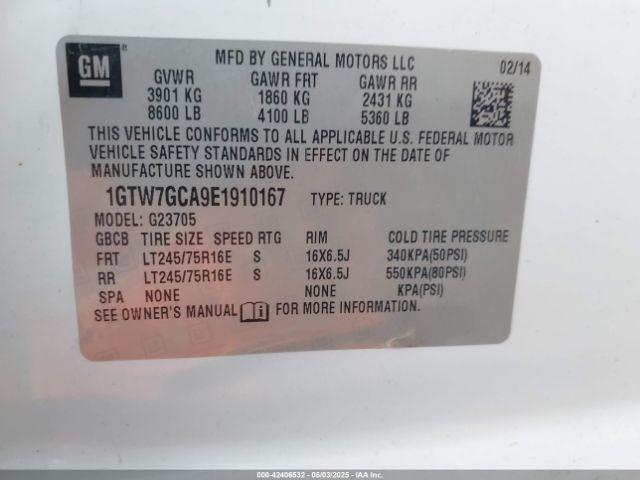 GM
MFD BY GENERAL MOTORS LLC
02/14
GVWR GAWR FRT GAWR RR
3901 KG 1860 KG 2431 KG
8600 LB 4100 LB 5360 LB
THIS VEHICLE CONFORMS TO ALL APPLICABLE U.S. FEDERAL MOTOR
VEHICLE SAFETY STANDARDS IN EFFECT ON THE DATE OF
MANUFACTURE SHOWN ABOVE.
1GTW7GCA9E1910167 TYPE: TRUCK
MODEL: G23705
GBCB TIRE SIZE SPEED RTG RIM COLD TIRE PRESSURE
FRT LT245/75R16E S 16X6.5J 340KPA(50PSI)
RR LT245/75R16E S 16X6.5J 550KPA(80PSI)
SPA NONE NONE KPA(PSI)
SEE OWNER'S MANUAL i FOR MORE INFORMATION.
000-42406532 - 06/03/2025 - IAAI.COM